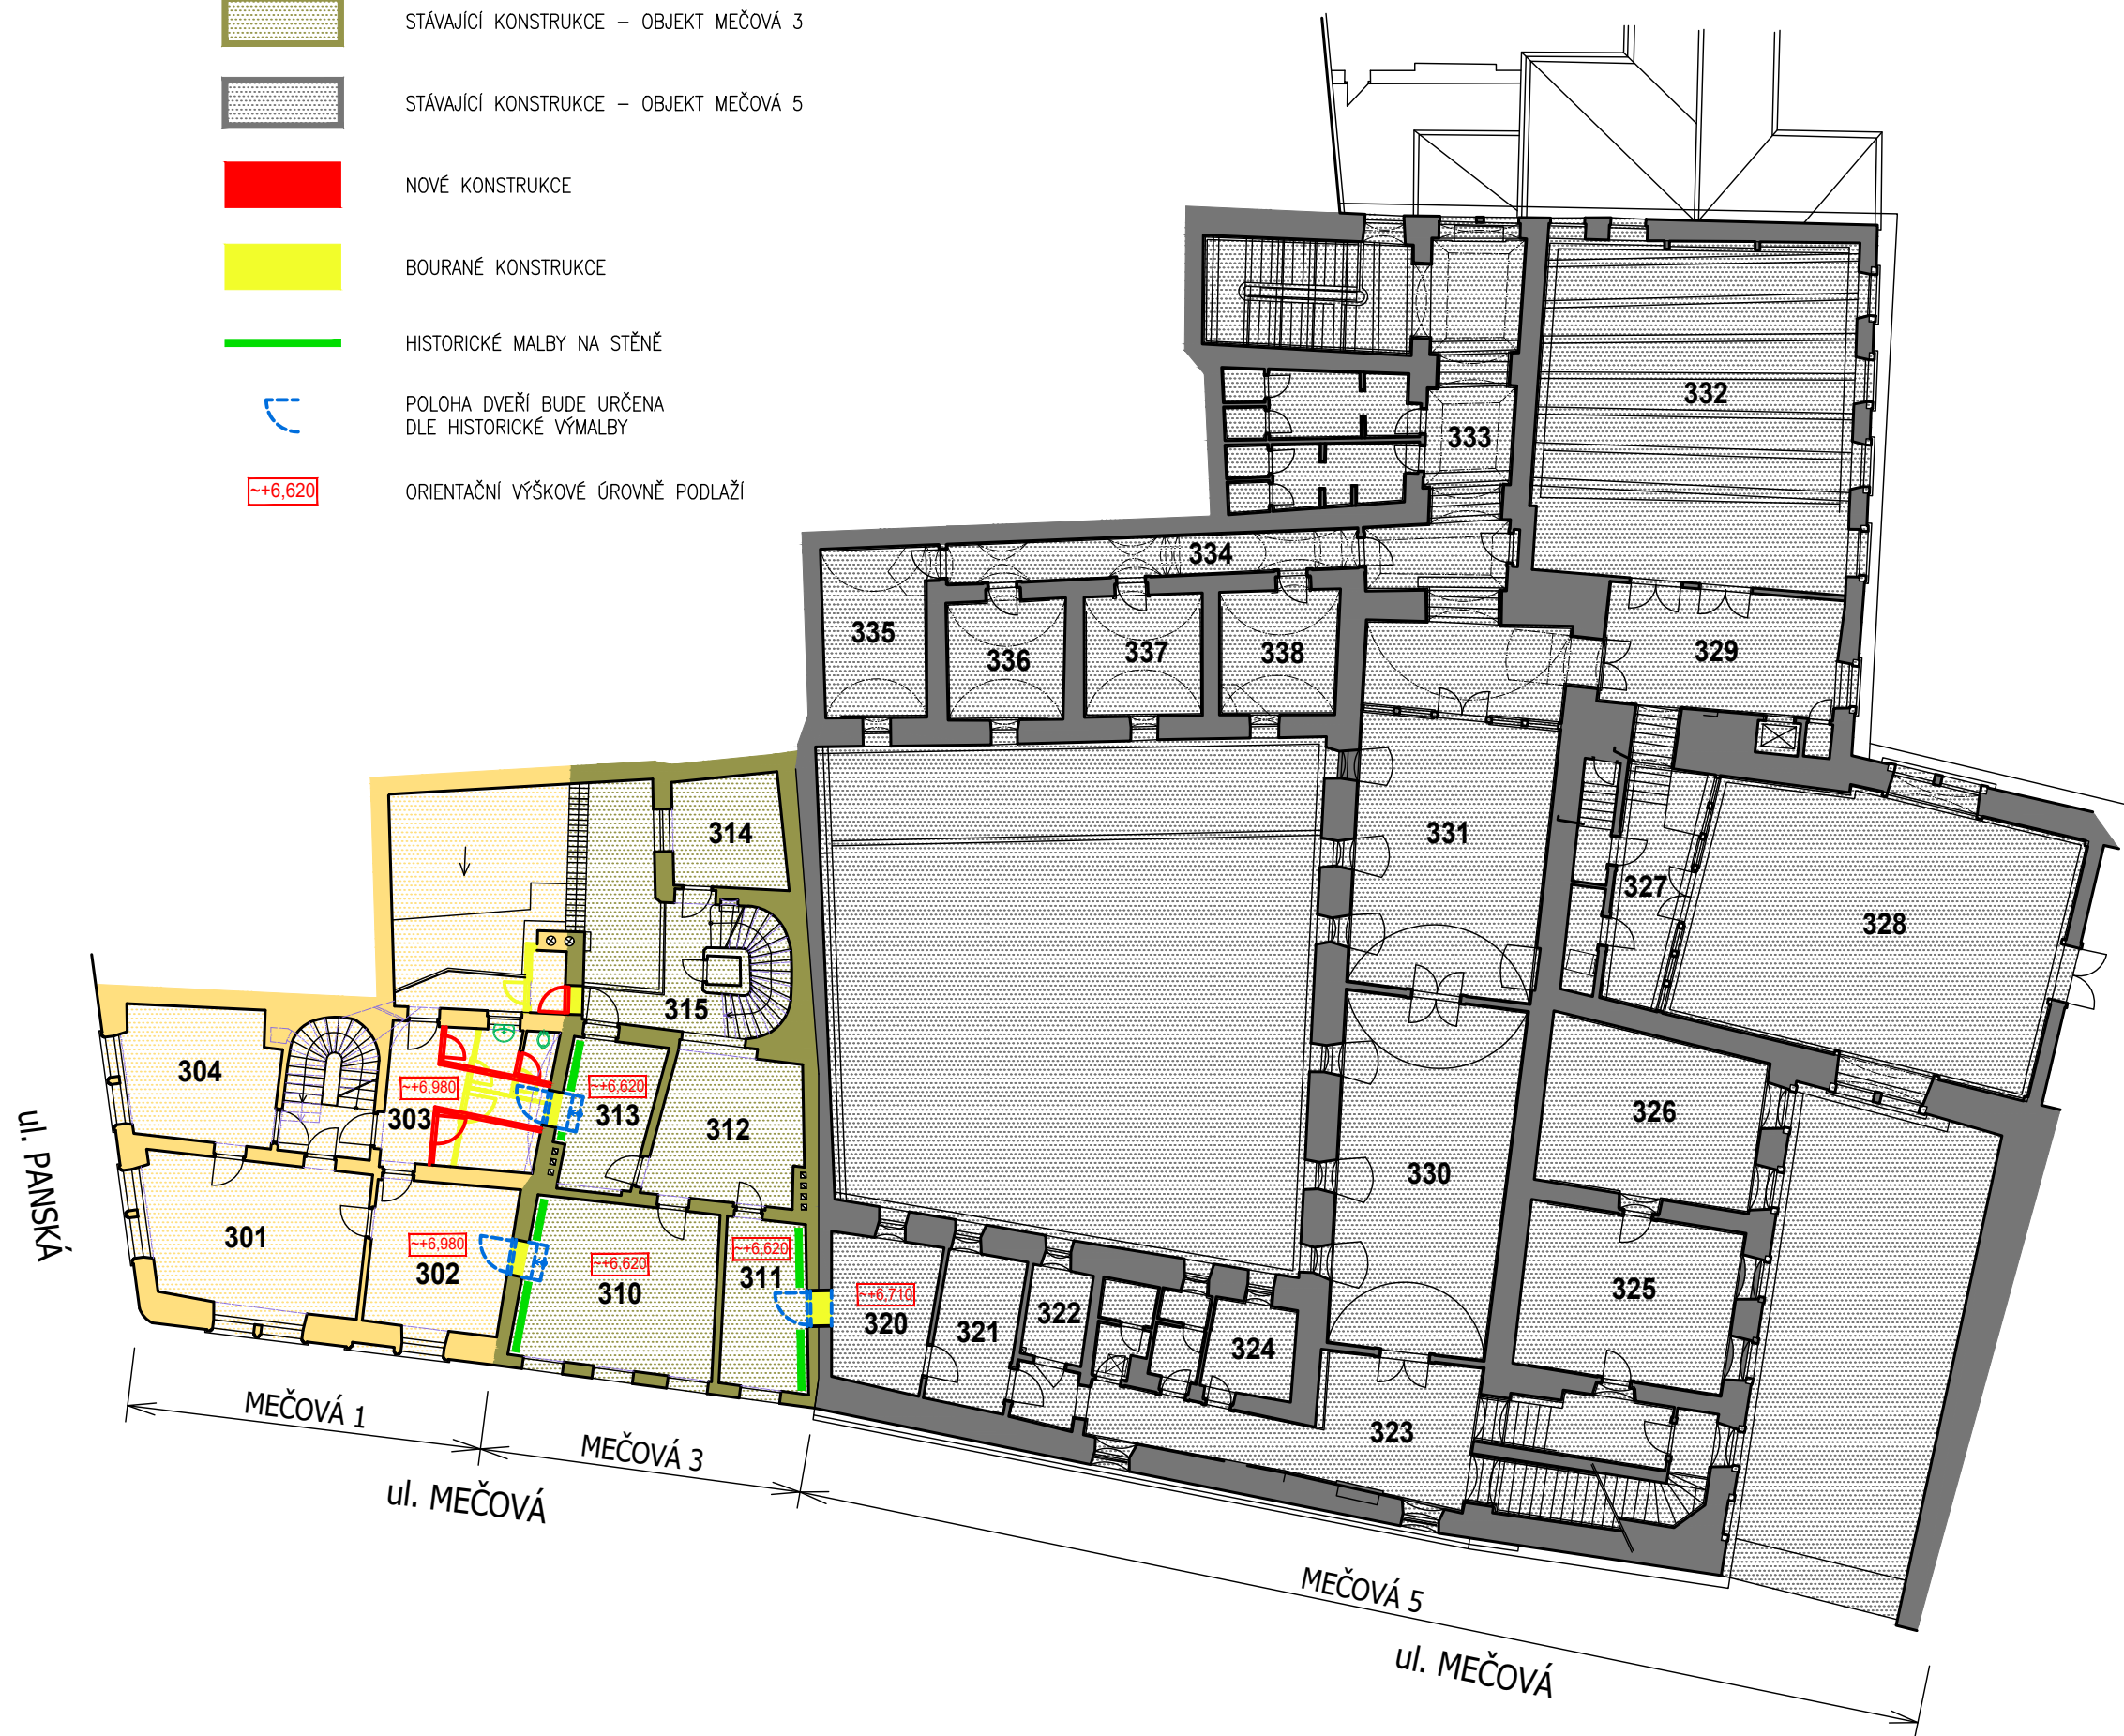 STÁVAJÍCÍ KONSTRUKCE – OBJEKT MEČOVÁ 3
STÁVAJÍCÍ KONSTRUKCE – OBJEKT MEČOVÁ 5
NOVÉ KONSTRUKCE
BOURANÉ KONSTRUKCE
HISTORICKÉ MALBY NA STĚNĚ
POLOHA DVEŘÍ BUDE URČENA
DLE HISTORICKÉ VÝMALBY
~+6,620
ORIENTAČNÍ VÝŠKOVÉ ÚROVNĚ PODLAŽÍ
332
333
334
335
336
337
338
329
331
327
328
314
315
304
~+6,980
303
~+6,620
313
312
326
330
301
~+6,980
302
~+6,620
310
~+6,620
311
~+6,710
320
321
322
324
325
323
ul. PANSKÁ
MEČOVÁ 1
MEČOVÁ 3
ul. MEČOVÁ
MEČOVÁ 5
ul. MEČOVÁ